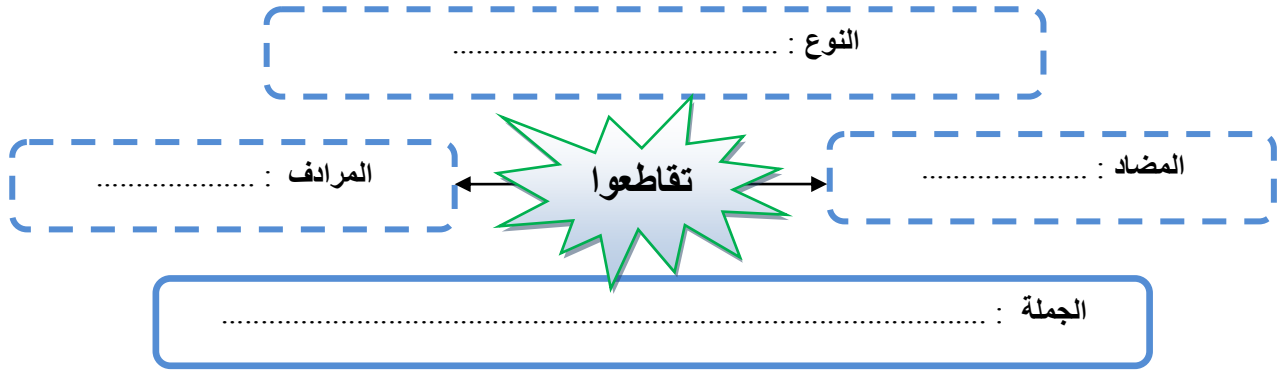 النوع : .........................................
المضاد : .....................
تقاطعوا
المرادف : ....................
الجملة : ...............................................................................................